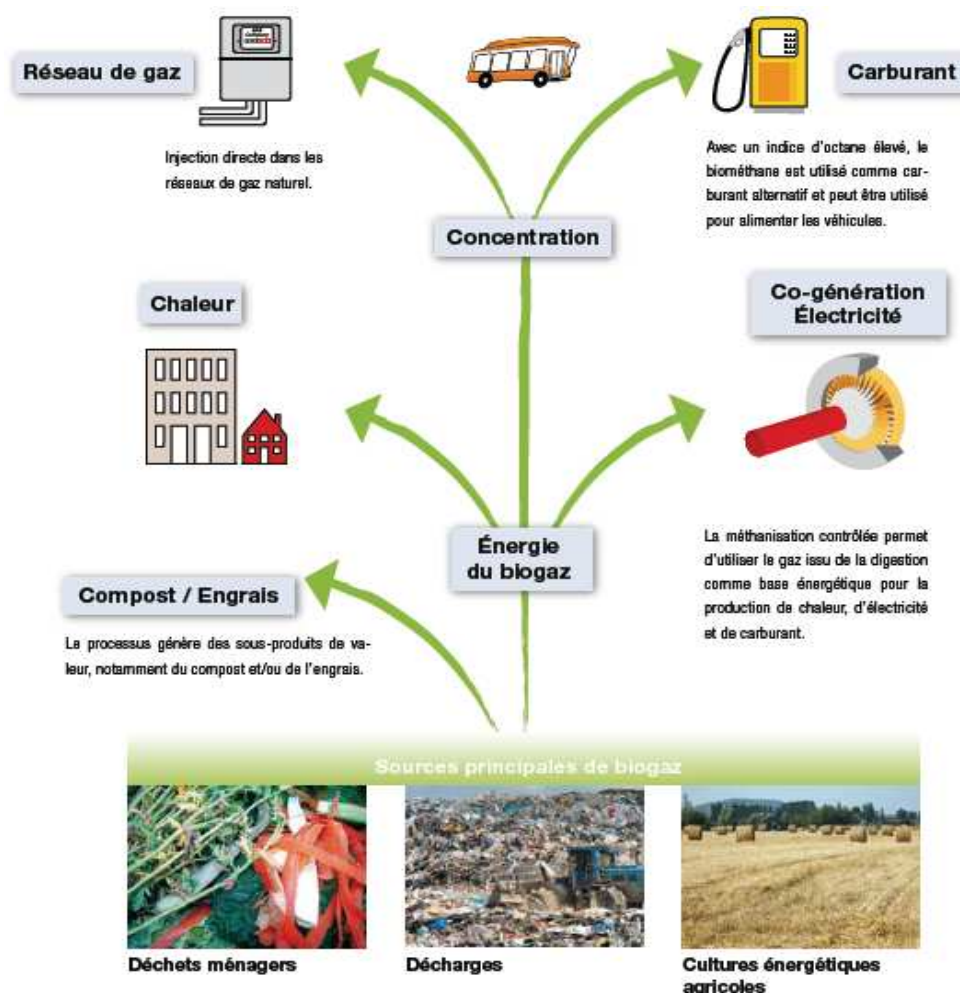 Réseau de gaz
Carburant
Injection directe dans les
réseaux de gaz naturel.
Avec un indice d'octane élevé, le
biométhane est utilisé comme car-
burant alternatif et peut être utilisé
pour alimenter les véhicules.
Concentration
Chaleur
Co-génération
Électricité
Énergie
du biogaz
La méthanisation contrôlée permet
d'utiliser le gaz issu de la digestion
comme base énergétique pour la
production de chaleur, d'électricité
et de carburant.
Compost / Engrais
Le processus génère des sous-produits de va-
leur, notamment du compost et/ou de l'engrais.
Sources principales de biogaz
Déchets ménagers
Décharges
Cultures énergétiques
agricoles